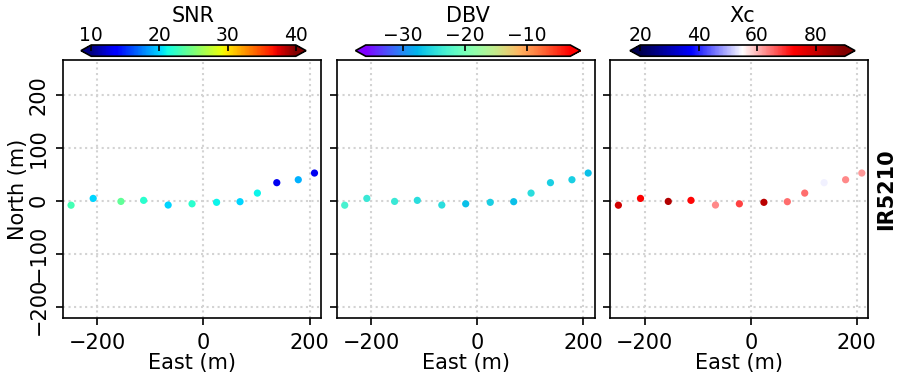 SNR DBV Xc
10 20 30 40 −30 −20 −10 20 40 60 80
North (m)
200
100
0
−100
−200
−200 0 200 −200 0 200 −200 0 200
East (m) East (m) East (m)
IR5210